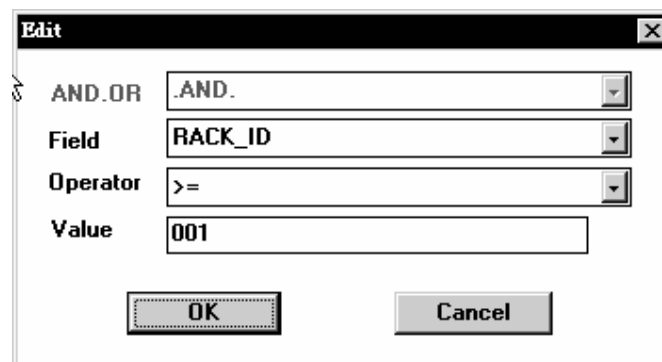 Edit
AND.OR .AND.
Field RACK_ID
Operator >=
Value 001
OK Cancel